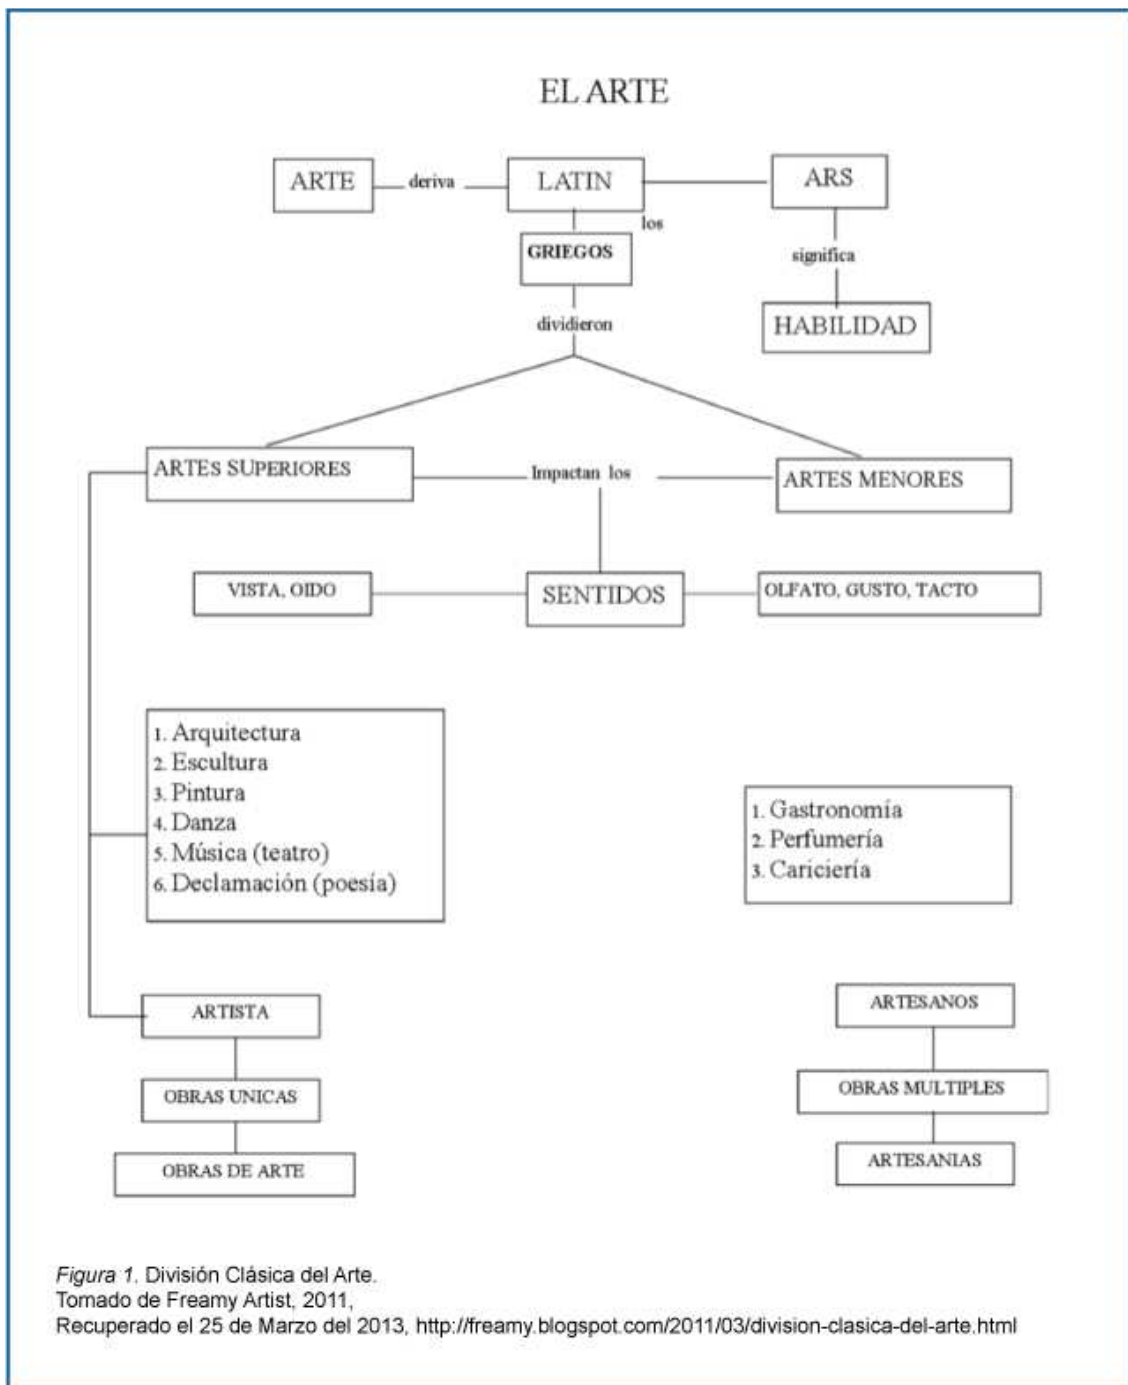 EL ARTE
ARTE deriva LATIN ARS
los
GRIEGOS significa
dividieron HABILIDAD
ARTES SUPERIORES Impactan los ARTES MENORES
VISTA, OIDO SENTIDOS OLFATO, GUSTO, TACTO
1. Arquitectura
2. Escultura
3. Pintura
4. Danza
5. Música (teatro)
6. Declamación (poesía)
1. Gastronomía
2. Perfumería
3. Cariciería
ARTISTA
OBRAS UNICAS
OBRAS DE ARTE
ARTESANOS
OBRAS MULTIPLES
ARTESANIAS
Figura 1. División Clásica del Arte.
Tomado de Freamy Artist, 2011,
Recuperado el 25 de Marzo del 2013, http://freamy.blogspot.com/2011/03/division-clasica-del-arte.html